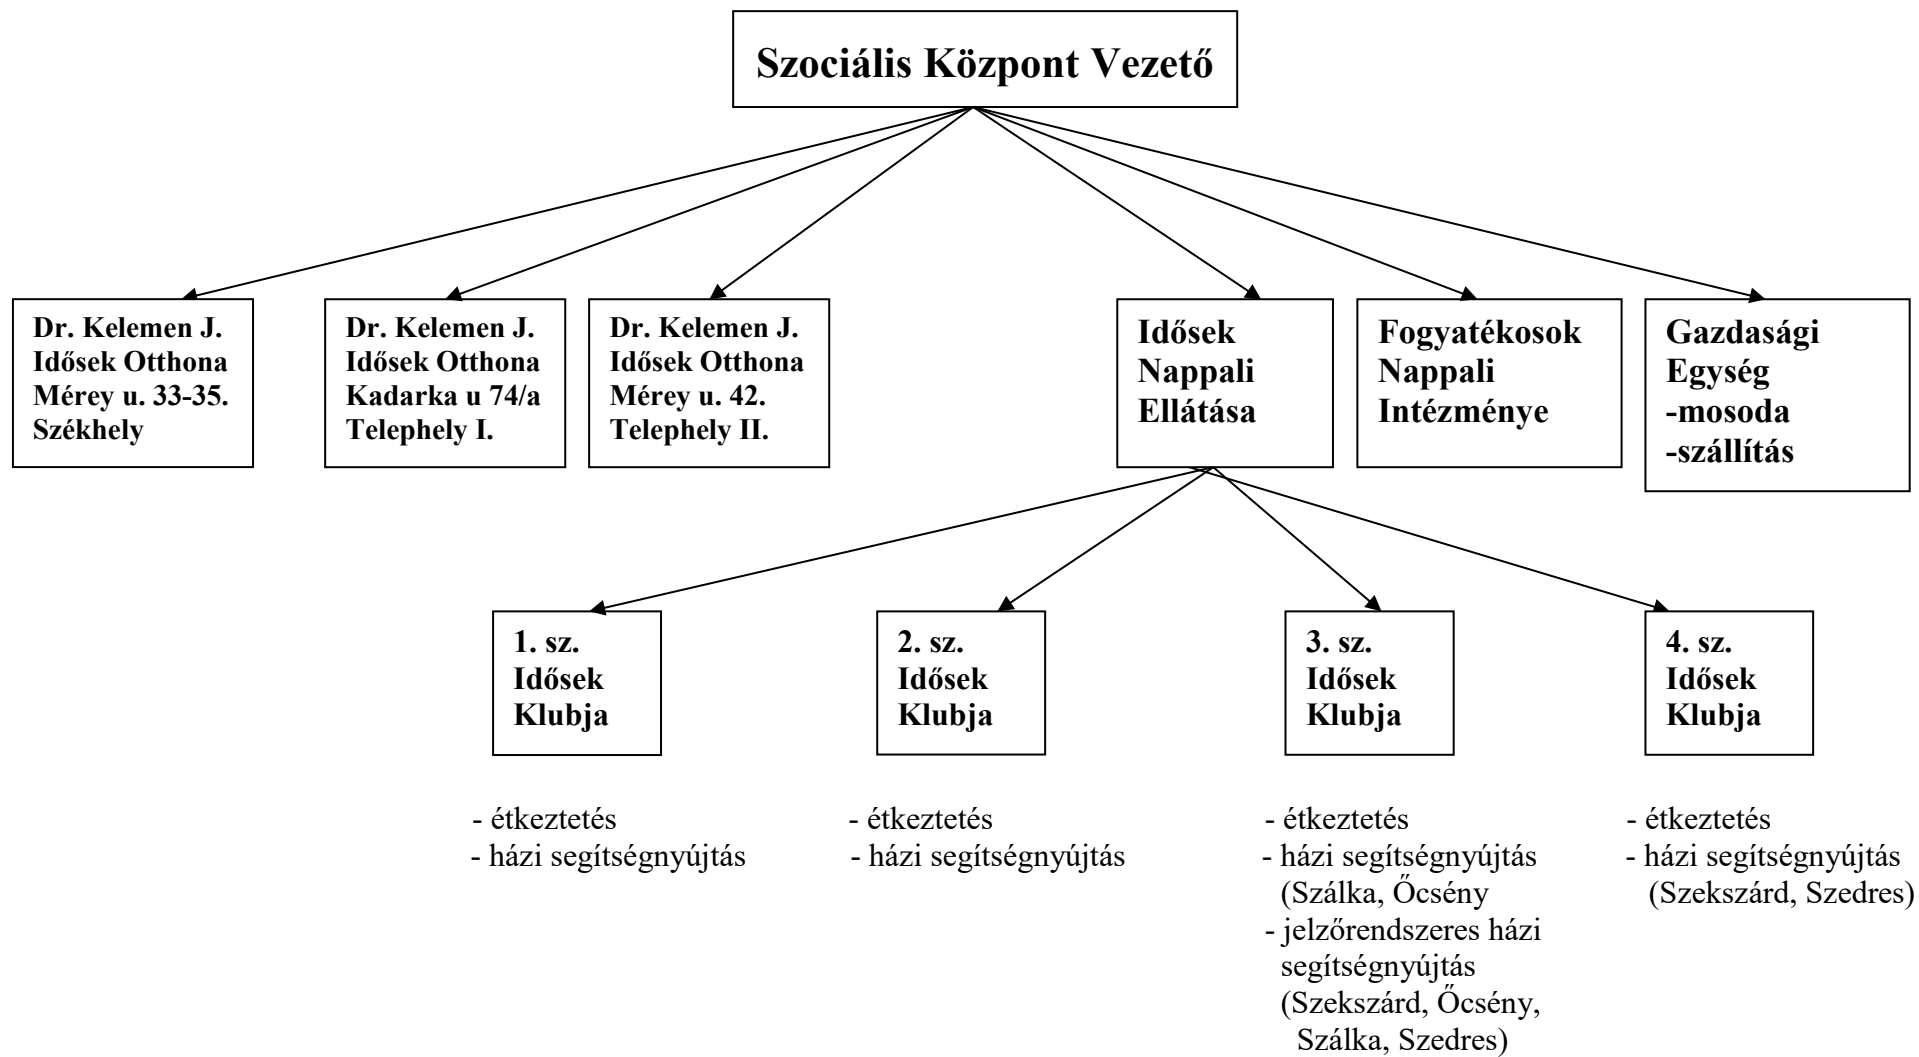 Szociális Központ Vezető
Dr. Kelemen J.
Idősek Otthona
Mérey u. 33-35.
Székhely
Dr. Kelemen J.
Idősek Otthona
Kadarka u 74/a
Telephely I.
Dr. Kelemen J.
Idősek Otthona
Mérey u. 42.
Telephely II.
Idősek
Nappali
Ellátása
Fogyatékosok
Nappali
Intézménye
Gazdasági
Egység
-mosoda
-szállítás
1. sz.
Idősek
Klubja
2. sz.
Idősek
Klubja
3. sz.
Idősek
Klubja
4. sz.
Idősek
Klubja
- étkeztetés
- házi segítségnyújtás
- étkeztetés
- házi segítségnyújtás
- étkeztetés
- házi segítségnyújtás
(Szálka, Őcsény
- jelzőrendszeres házi
segítségnyújtás
(Szekszárd, Őcsény,
Szálka, Szedres)
- étkeztetés
- házi segítségnyújtás
(Szekszárd, Szedres)